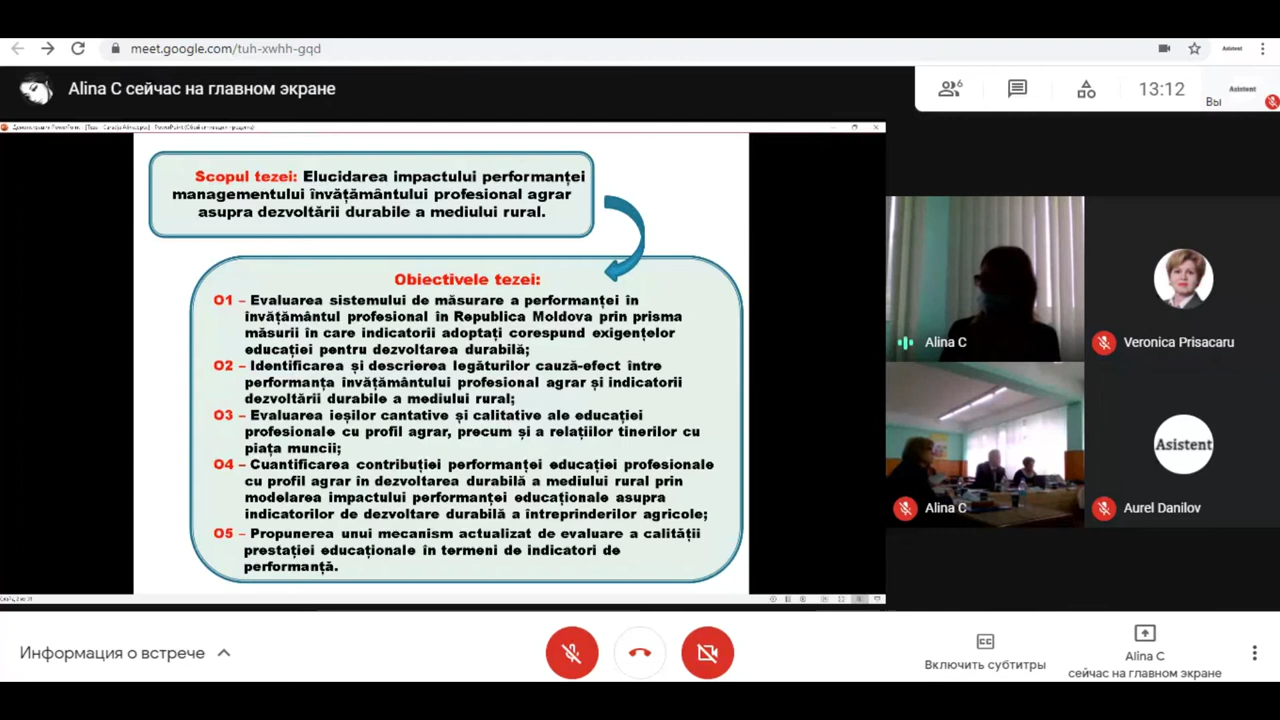 meet.google.com/tuh-xwhh-gqd
Asistent
Alina C сейчас на главном экране
6
13:12
Asistent
Вы
Scopul tezei: Elucidarea impactului performanței
managementului învățământului profesional agrar
asupra dezvoltării durabile a mediului rural.
Obiectivele tezei:
O1 – Evaluarea sistemului de măsurare a performanței în
învățământul profesional în Republica Moldova prin prisma
măsurii în care indicatorii adoptați corespund exigențelor
educației pentru dezvoltarea durabilă;
O2 – Identificarea și descrierea legăturilor cauză-efect între
performanța învățământului profesional agrar și indicatorii
dezvoltării durabile a mediului rural;
O3 – Evaluarea ieșilor cantative și calitative ale educației
profesionale cu profil agrar, precum și a relațiilor tinerilor cu
piața muncii;
O4 – Cuantificarea contribuției performanței educației profesionale
cu profil agrar în dezvoltarea durabilă a mediului rural prin
modelarea impactului performanței educaționale asupra
indicatorilor de dezvoltare durabilă a întreprinderilor agricole;
O5 – Propunerea unui mecanism actualizat de evaluare a calității
prestației educaționale în termeni de indicatori de
performanță.
Alina C
Veronica Prisacaru
Alina C
Asistent
Aurel Danilov
Информация о встрече
Включить субтитры
Alina C
сейчас на главном экране